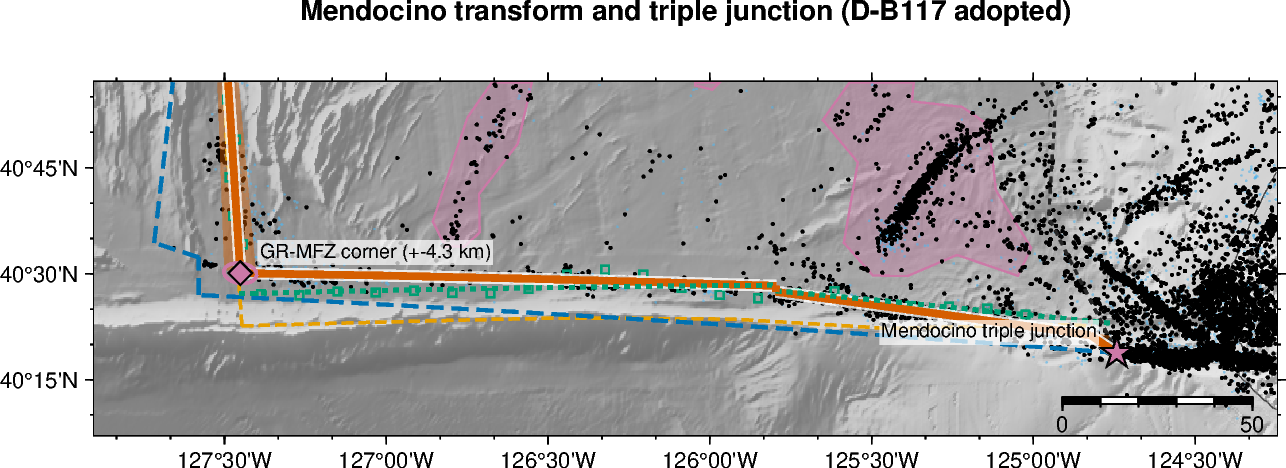 Mendocino transform and triple junction (D-B117 adopted)
40°45'N
GR-MFZ corner (+-4.3 km)
40°30'N
Mendocino triple junction
40°15'N
0 50
127°30'W 127°00'W 126°30'W 126°00'W 125°30'W 125°00'W 124°30'W